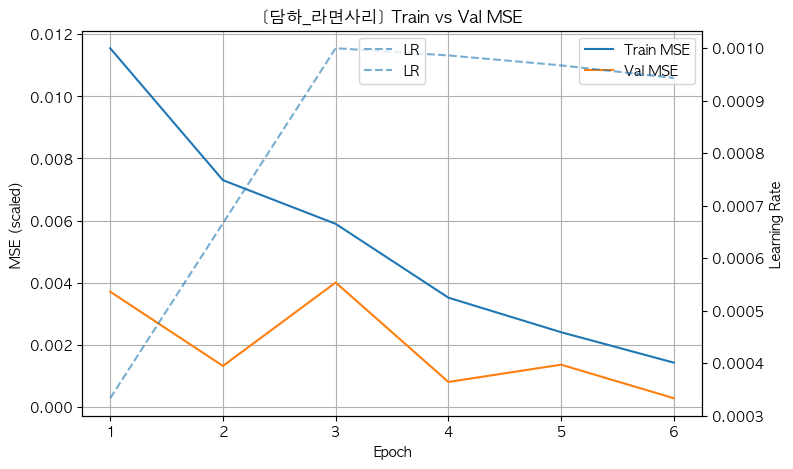 [담하_라면사리] Train vs Val MSE
MSE (scaled)
0.012
0.010
0.008
0.006
0.004
0.002
0.000
LR
LR
Train MSE
Val MSE
0.0010
0.0009
0.0008
0.0007
0.0006
0.0005
0.0004
0.0003
Learning Rate
1 2 3 4 5 6
Epoch